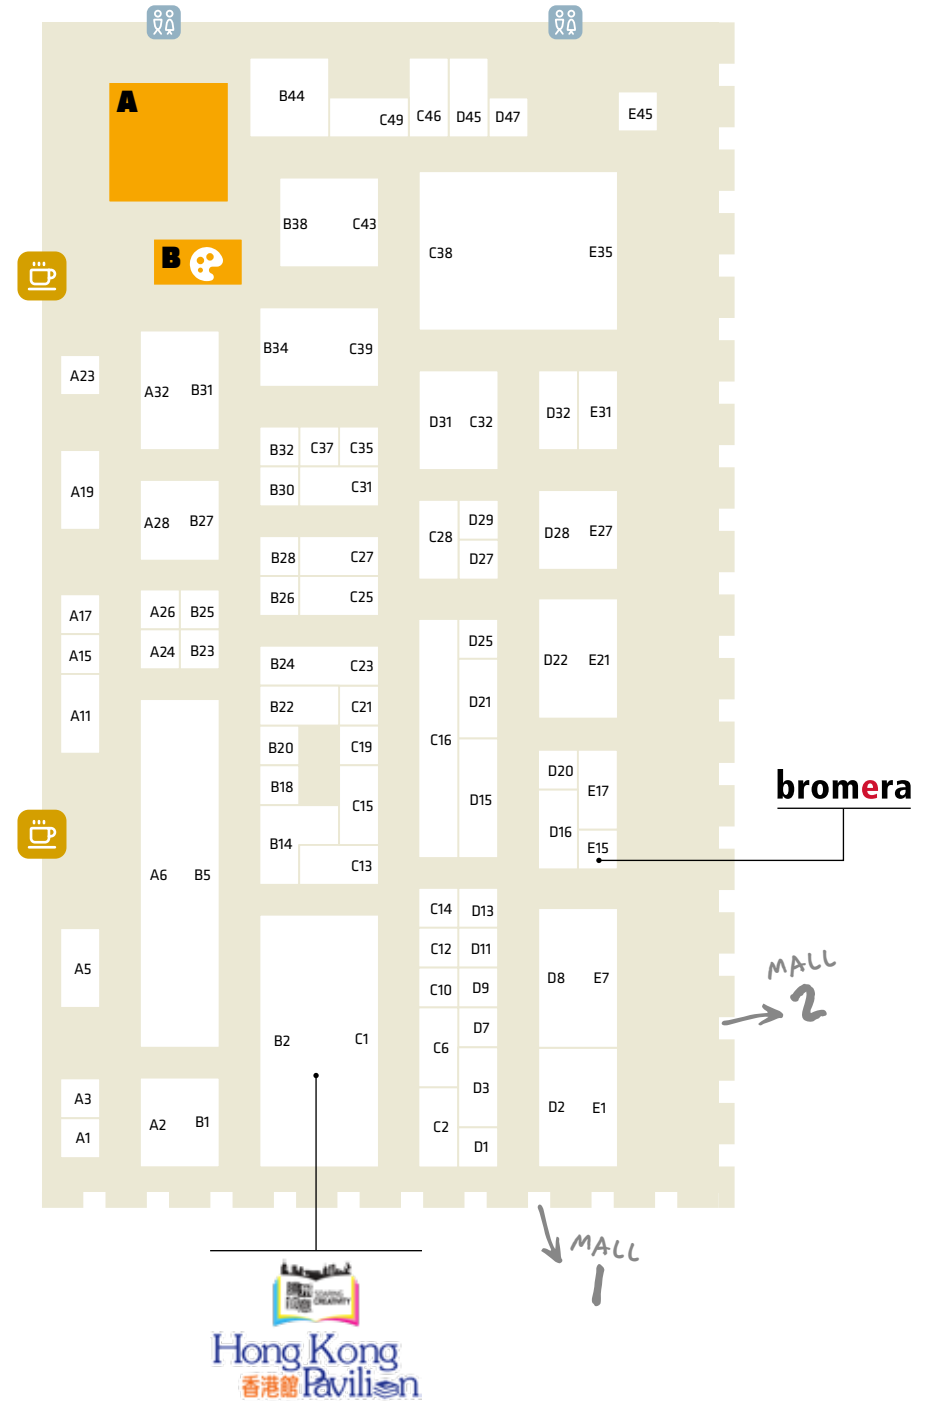 A
B44
C49
C46
D45
D47
E45
B38
C43
C38
E35
B
B34
C39
A23
A32
B31
D31
C32
D32
E31
B32
C37
C35
B30
C31
A19
A28
B27
C28
D29
D27
D28
E27
B28
C27
B26
C25
A17
A26
B25
A15
A24
B23
A11
B24
C23
B22
C21
B20
C19
B18
C15
B14
C13
C16
D25
D21
D15
D22
E21
D20
E17
D16
E15
bromera
A6
B5
A5
C14
D13
C12
D11
C10
D9
C6
D7
D3
C2
D1
D8
E7
MALL
2
B2
C1
A3
A1
A2
B1
D2
E1
MALL
1
SOARING
CREATIVITY
Hong Kong
香港館 Pavilion